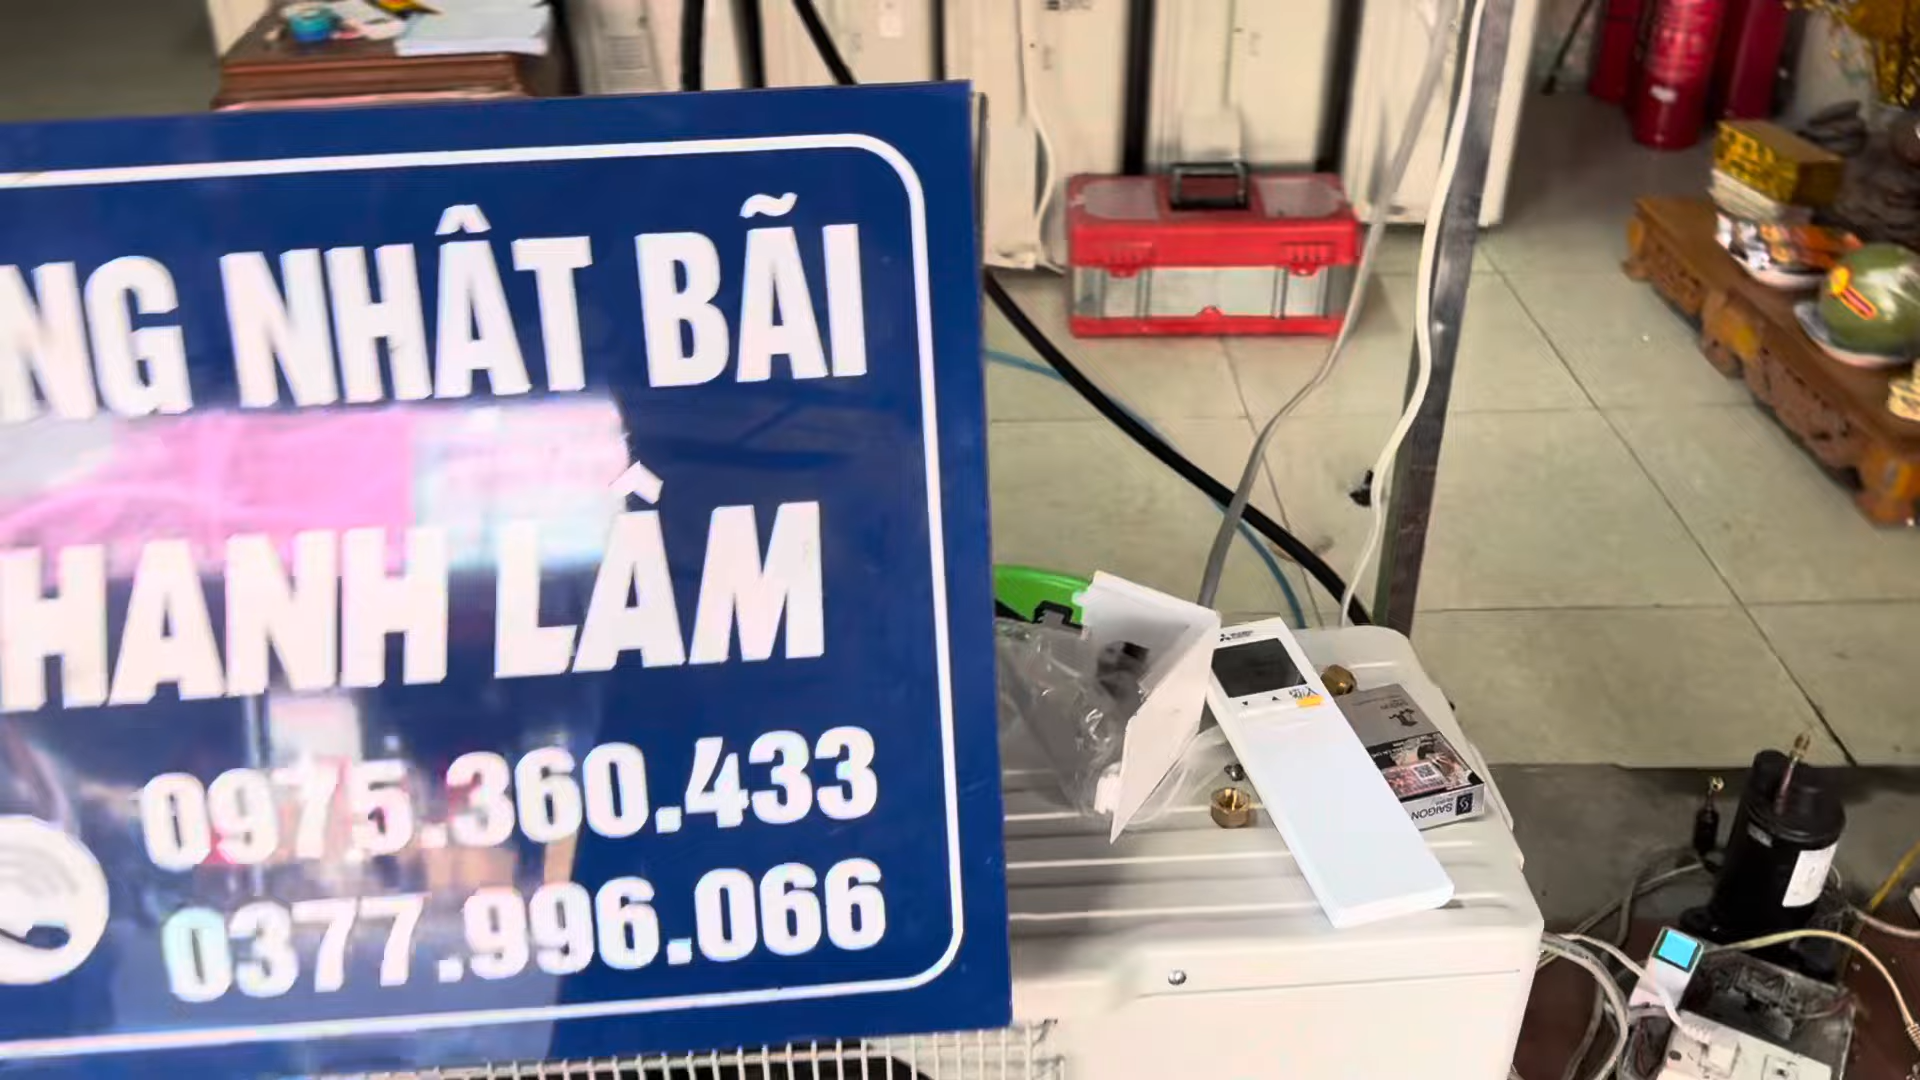 NG NHẬT BÃI
HANH LÂM
0975.360.433
0377.996.066
SAIGON